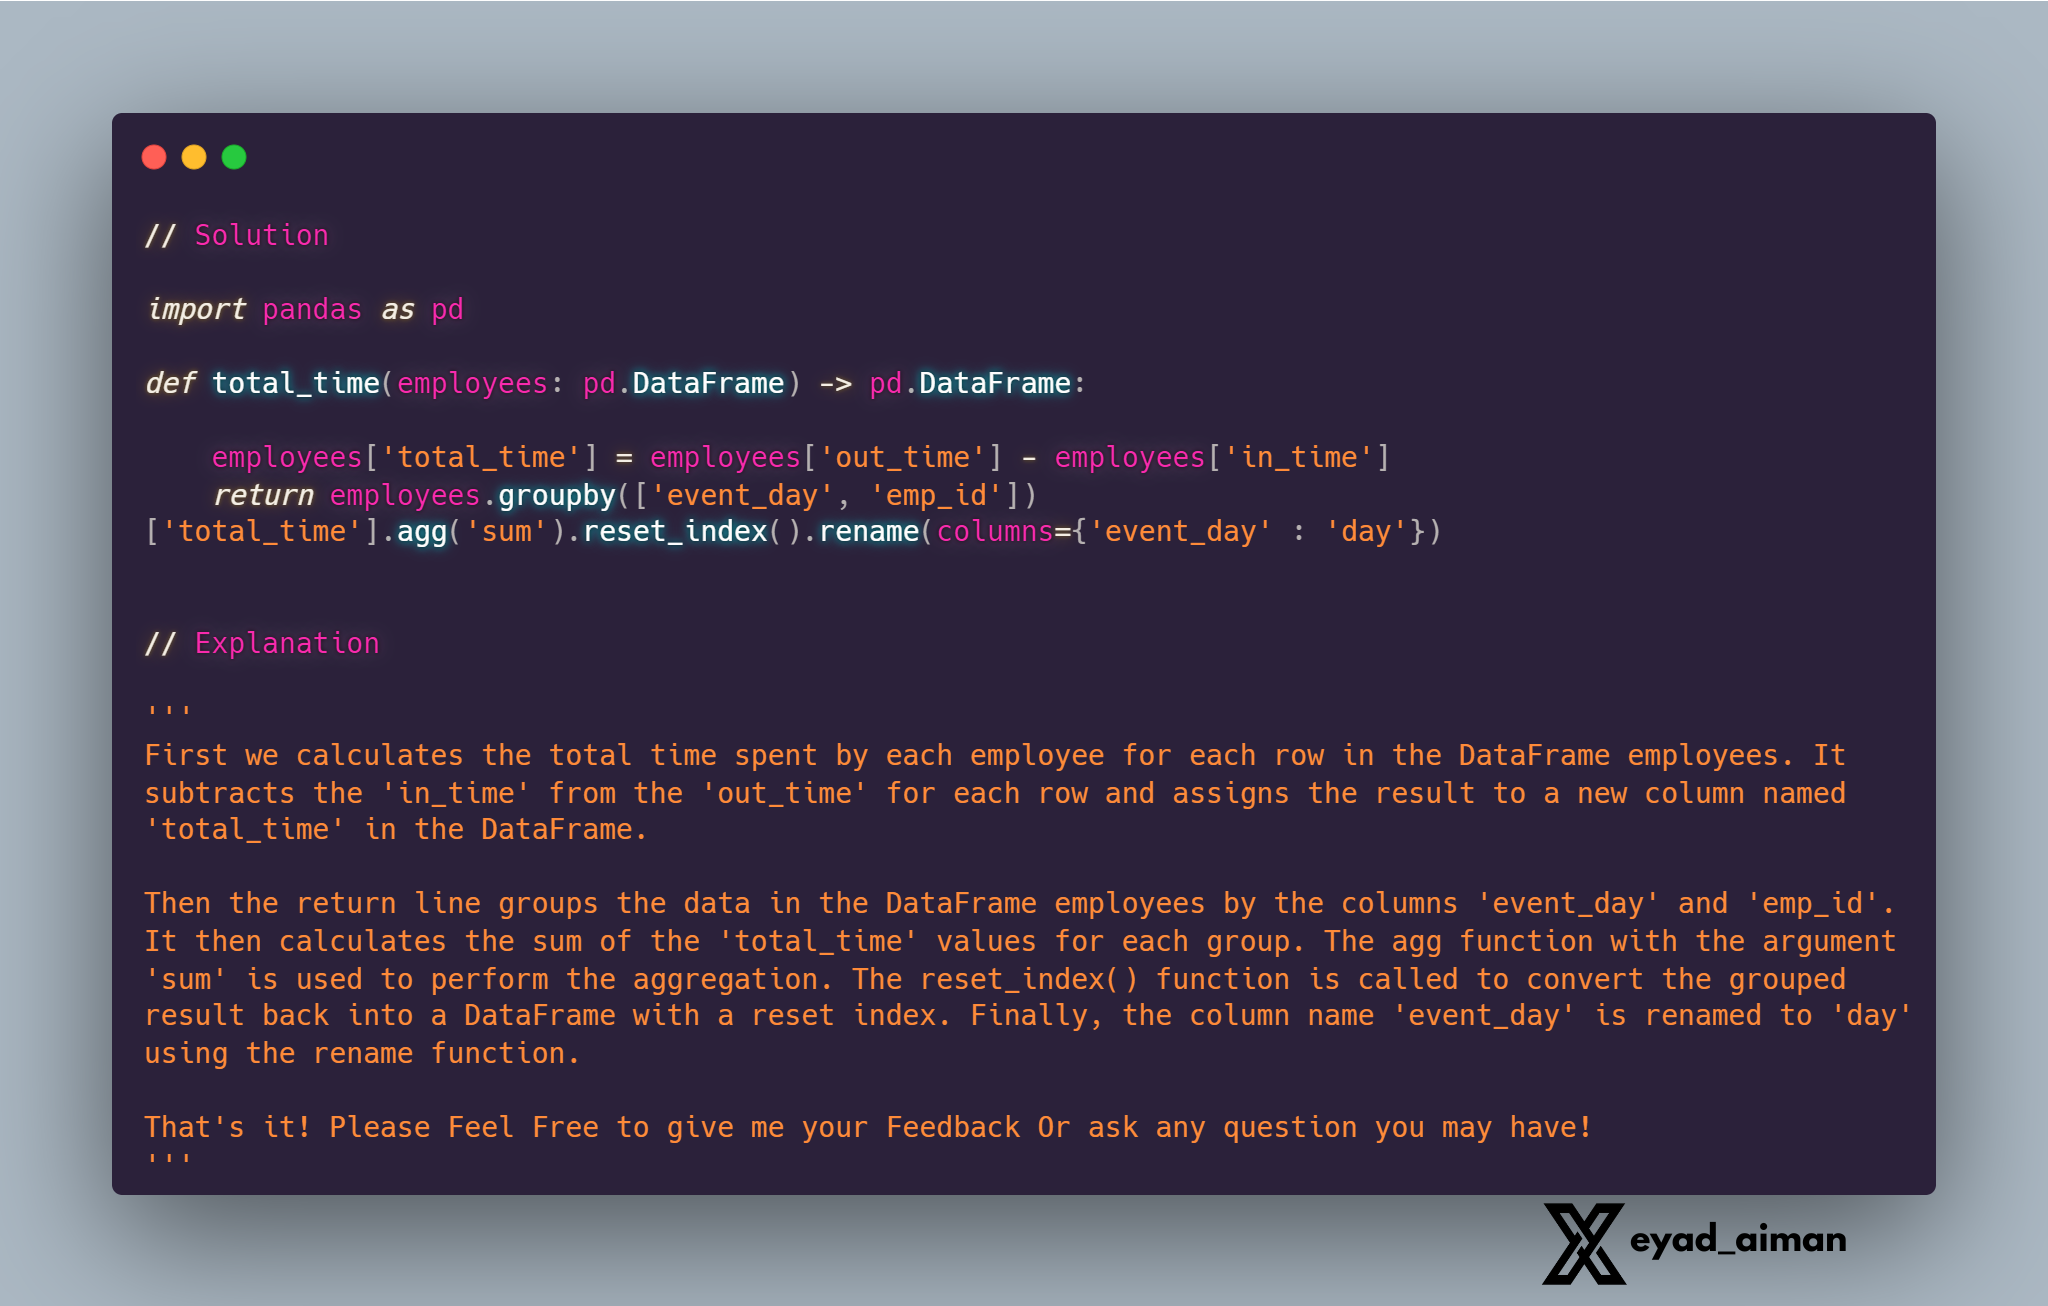 // Solution
import pandas as pd
def total_time(employees: pd.DataFrame) -> pd.DataFrame:
    employees['total_time'] = employees['out_time'] - employees['in_time']
    return employees.groupby(['event_day', 'emp_id'])
['total_time'].agg('sum').reset_index().rename(columns={'event_day' : 'day'})
// Explanation
'''
First we calculates the total time spent by each employee for each row in the DataFrame employees. It
subtracts the 'in_time' from the 'out_time' for each row and assigns the result to a new column named
'total_time' in the DataFrame.
Then the return line groups the data in the DataFrame employees by the columns 'event_day' and 'emp_id'.
It then calculates the sum of the 'total_time' values for each group. The agg function with the argument
'sum' is used to perform the aggregation. The reset_index() function is called to convert the grouped
result back into a DataFrame with a reset index. Finally, the column name 'event_day' is renamed to 'day'
using the rename function.
That's it! Please Feel Free to give me your Feedback Or ask any question you may have!
'''
eyad_aiman